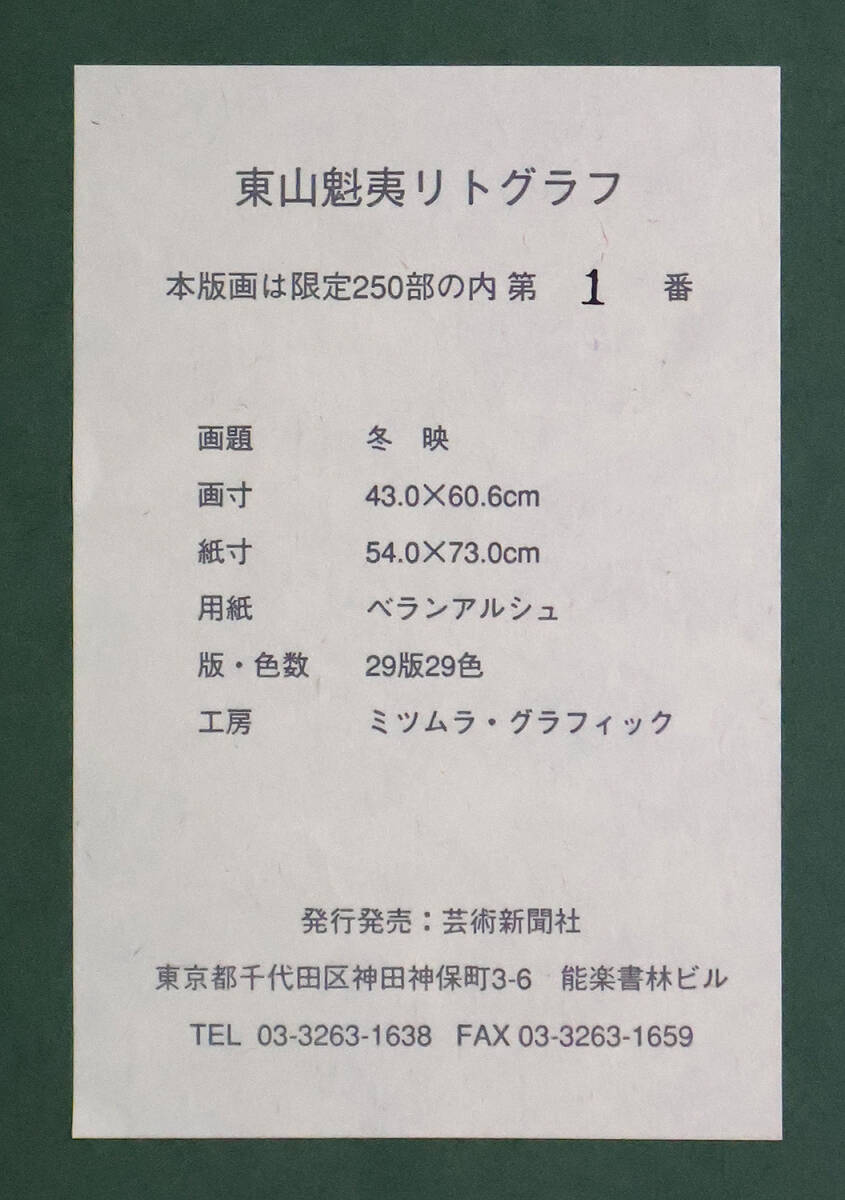 東山魁夷リトグラフ
本版画は限定250部の内 第 1 番
画題 冬 映
画寸 43.0×60.6cm
紙寸 54.0×73.0cm
用紙 ベランアルシュ
版・色数 29版29色
工房 ミツムラ・グラフィック
発行発売：芸術新聞社
東京都千代田区神田神保町3-6 能楽書林ビル
TEL 03-3263-1638 FAX 03-3263-1659